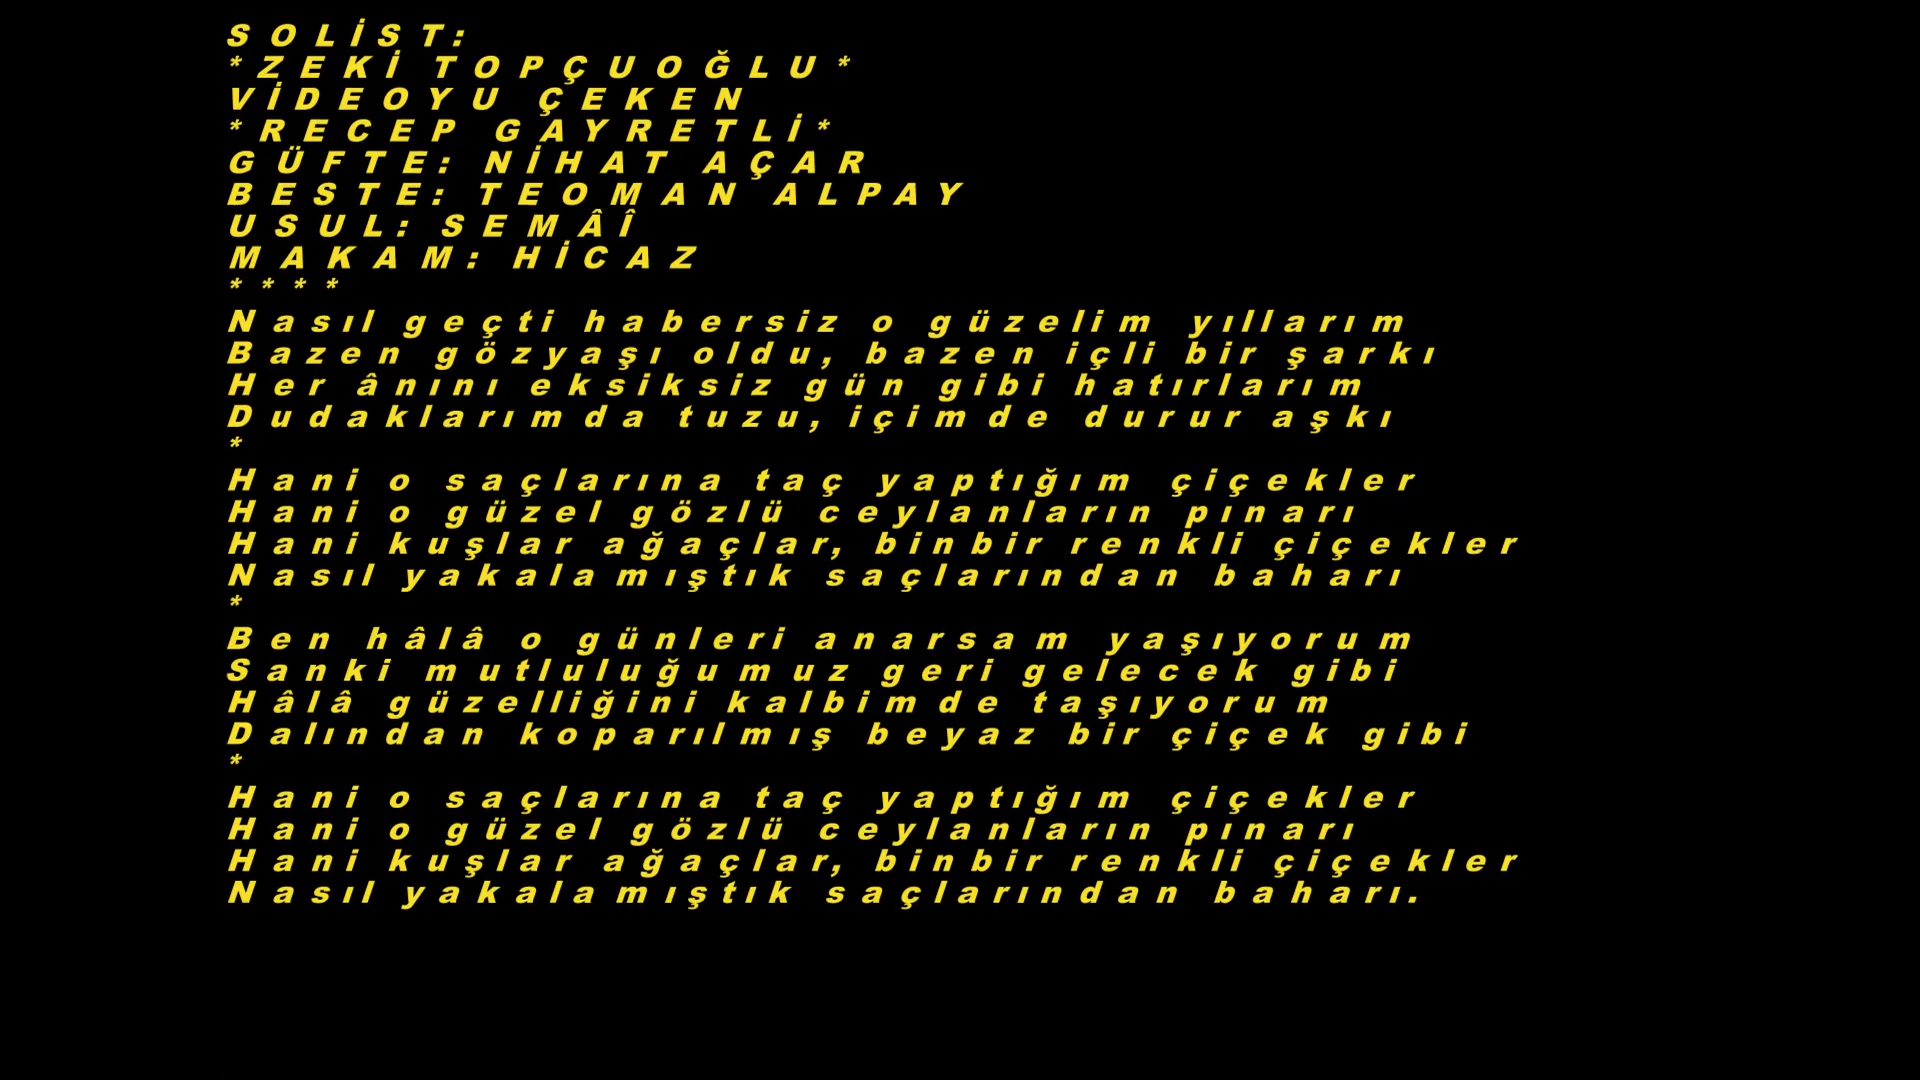 SOLİST:
*ZEKİ TOPÇUOĞLU*
VİDEOYU ÇEKEN
*RECEP GAYRETLİ*
GÜFTE: NİHAT AÇAR
BESTE: TEOMAN ALPAY
USUL: SEMÂÎ
MAKAM: HİCAZ
****
Nasıl geçti habersiz o güzelim yıllarım
Bazen gözyaşı oldu, bazen içli bir şarkı
Her ânını eksiksiz gün gibi hatırlarım
Dudaklarımda tuzu, içimde durur aşkı
*
Hani o saçlarına taç yaptığım çiçekler
Hani o güzel gözlü ceylanların pınarı
Hani kuşlar ağaçlar, binbir renkli çiçekler
Nasıl yakalamıştık saçlarından baharı
*
Ben hâlâ o günleri anarsam yaşıyorum
Sanki mutluluğumuz geri gelecek gibi
Hâlâ güzelliğini kalbimde taşıyorum
Dalından koparılmış beyaz bir çiçek gibi
*
Hani o saçlarına taç yaptığım çiçekler
Hani o güzel gözlü ceylanların pınarı
Hani kuşlar ağaçlar, binbir renkli çiçekler
Nasıl yakalamıştık saçlarından baharı.